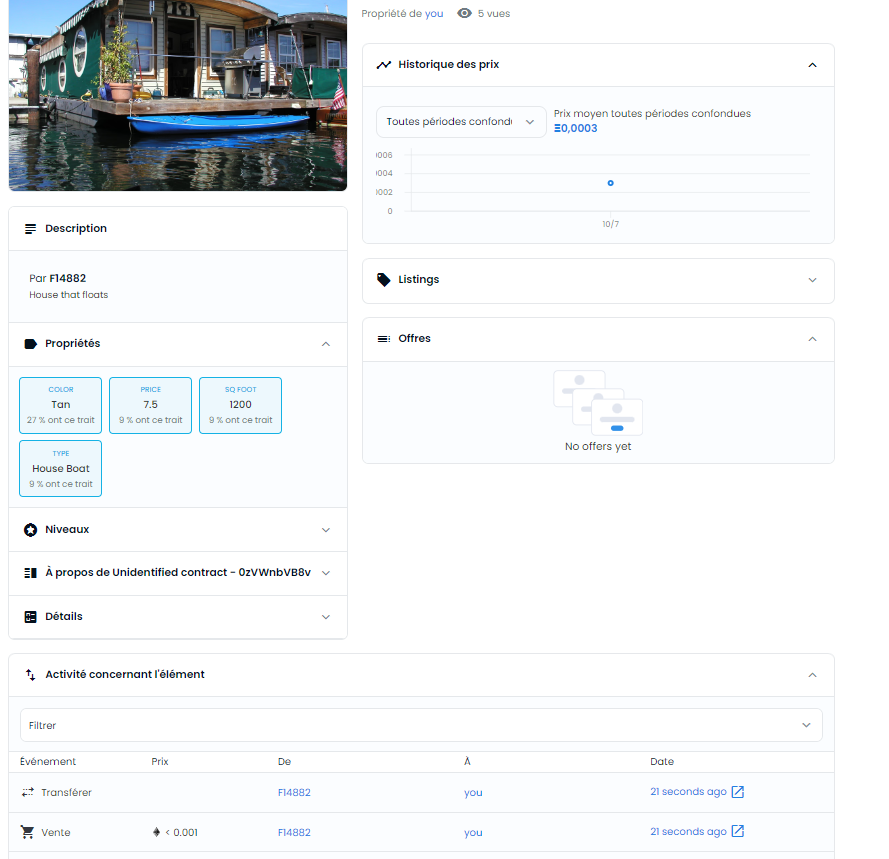 Propriété de you 5 vues
Historique des prix
Toutes périodes confond
Prix moyen toutes périodes confondues
Ξ0,0003
0006
0004
0002
0
10/7
Description
Par F14882
House that floats
Propriétés
COLOR
Tan
27 % ont ce trait
PRICE
7.5
9 % ont ce trait
SQ FOOT
1200
9 % ont ce trait
TYPE
House Boat
9 % ont ce trait
Niveaux
À propos de Unidentified contract - 0zVWnbVB8v
Détails
Listings
Offres
No offers yet
Activité concernant l'élément
Filtrer
Événement Prix De À Date
Transférer F14882 you 21 seconds ago
Vente < 0.001 F14882 you 21 seconds ago